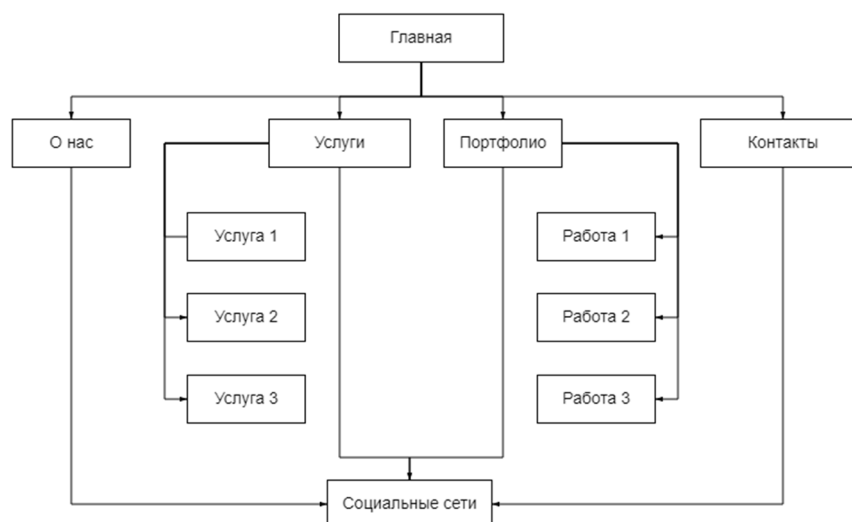 Главная
О нас
Услуги
Портфолио
Контакты
Услуга 1
Работа 1
Услуга 2
Работа 2
Услуга 3
Работа 3
Социальные сети